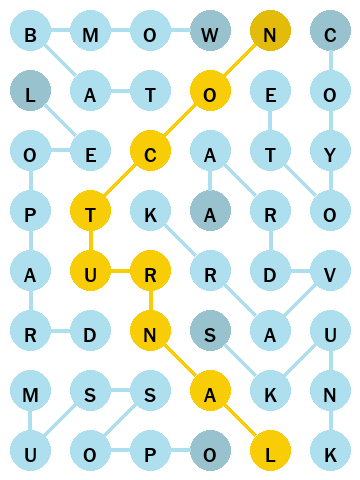 B M O W N C
L A T O E O
O E C A T Y
P T K A R O
A U R R D V
R D N S A U
M S S A K N
U O P O L K